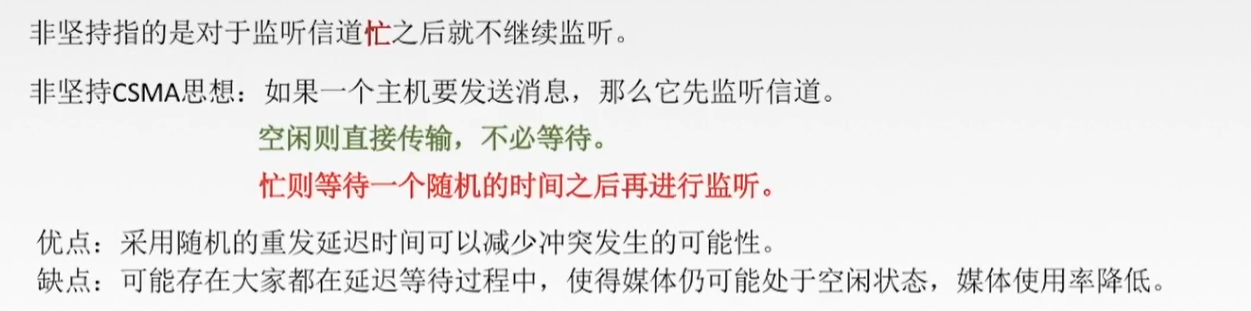 非坚持指的是对于监听信道忙之后就不继续监听。
非坚持CSMA思想：如果一个主机要发送消息，那么它先监听信道。
空闲则直接传输，不必等待。
忙则等待一个随机的时间之后再进行监听。
优点：采用随机的重发延迟时间可以减少冲突发生的可能性。
缺点：可能存在大家都在延迟等待过程中，使得媒体仍可能处于空闲状态，媒体使用率降低。